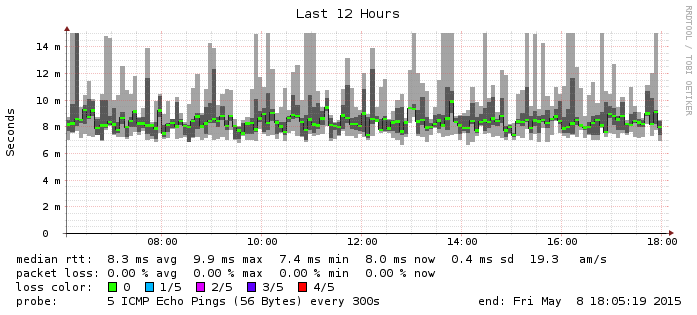 Last 12 Hours
RRDTOOL / TOBI OETIKER
Seconds
14 m
12 m
10 m
8 m
6 m
4 m
2 m
0
08:00 10:00 12:00 14:00 16:00 18:00
median rtt: 8.3 ms avg 9.9 ms max 7.4 ms min 8.0 ms now 0.4 ms sd 19.3 am/s
packet loss: 0.00 % avg 0.00 % max 0.00 % min 0.00 % now
loss color: 0 1/5 2/5 3/5 4/5
probe: 5 ICMP Echo Pings (56 Bytes) every 300s end: Fri May 8 18:05:19 2015